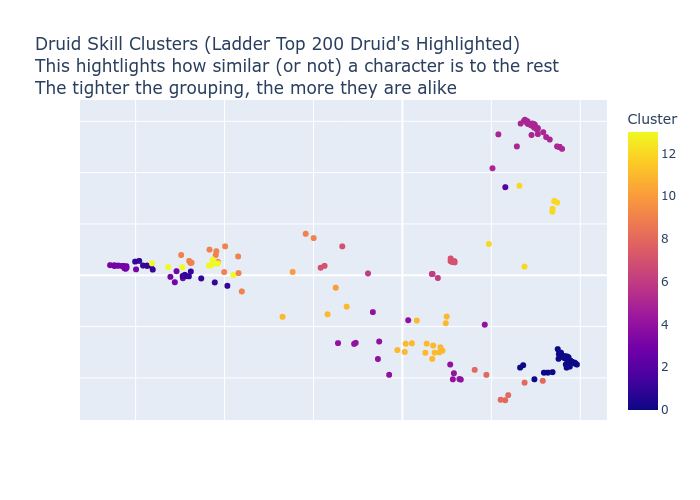 Druid Skill Clusters (Ladder Top 200 Druid's Highlighted)
This hightlights how similar (or not) a character is to the rest
The tighter the grouping, the more they are alike
Cluster
12
10
8
6
4
2
0